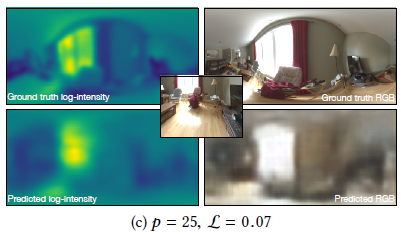 Ground truth log-intensity
Ground truth RGB
Predicted log-intensity
Predicted RGB
(c) p = 25, ℒ = 0.07